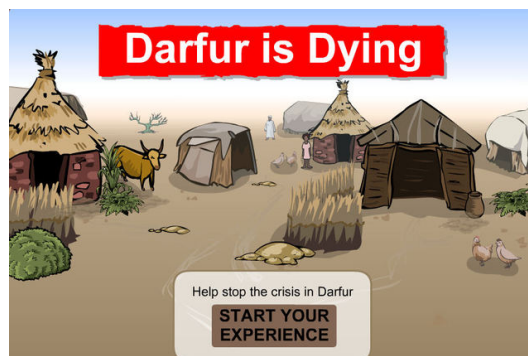 Darfur is Dying
Help stop the crisis in Darfur
START YOUR
EXPERIENCE